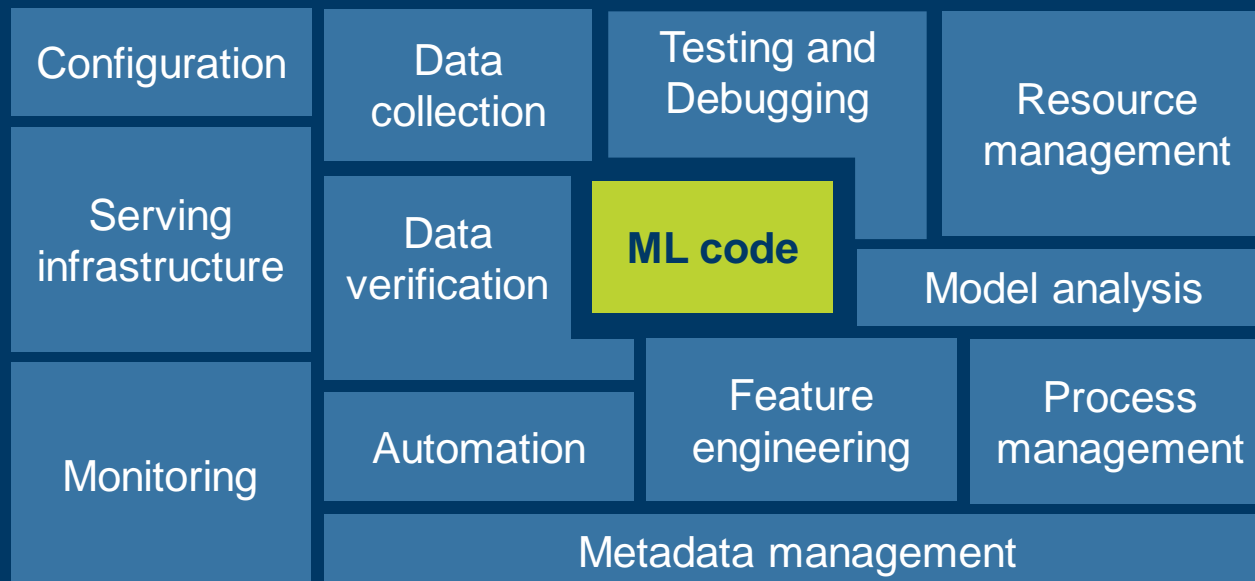 Configuration
Data
collection
Testing and
Debugging
Resource
management
Serving
infrastructure
Data
verification
ML code
Model analysis
Monitoring
Automation
Feature
engineering
Process
management
Metadata management